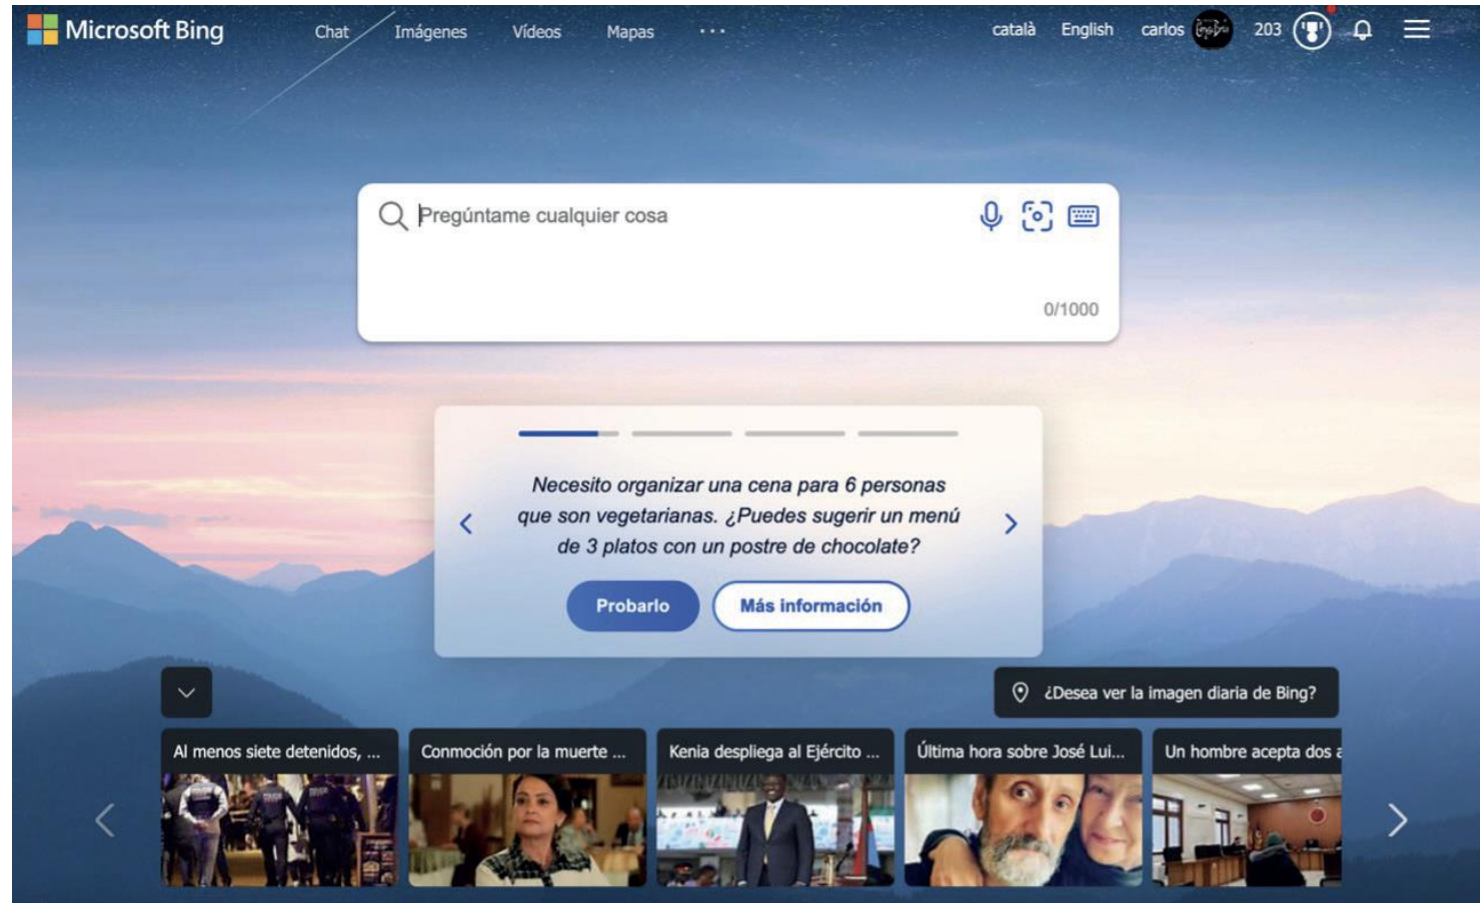 Microsoft Bing
Chat
Imágenes
Vídeos
Mapas
...
català
English
carlos
203
Pregúntame cualquier cosa
0/1000
Necesito organizar una cena para 6 personas
que son vegetarianas. ¿Puedes sugerir un menú
de 3 platos con un postre de chocolate?
Probarlo
Más información
¿Desea ver la imagen diaria de Bing?
Al menos siete detenidos, ...
Conmoción por la muerte ...
Kenia despliega al Ejército ...
Última hora sobre José Lui...
Un hombre acepta dos a